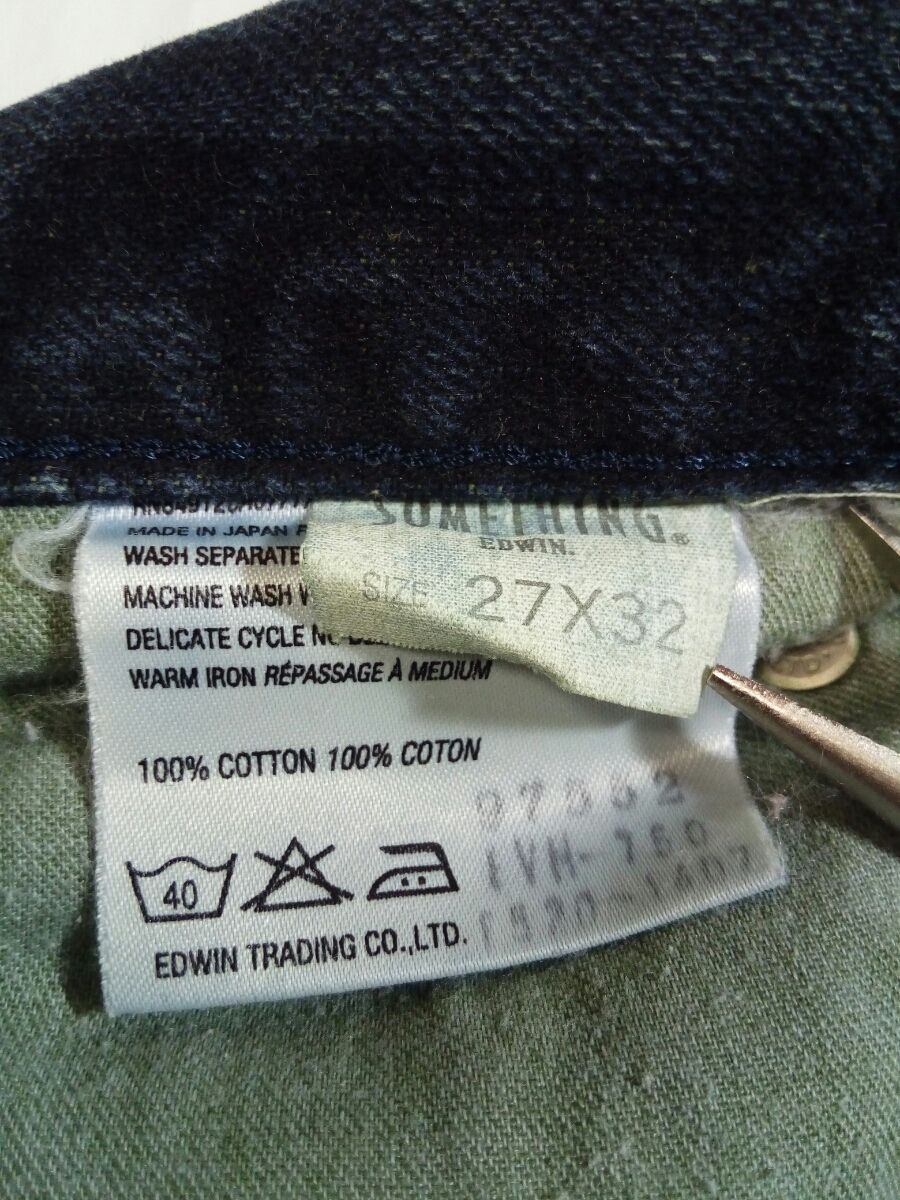 MADE IN JAPAN
SOMETHING®
EDWIN.
SIZE 27X32
WASH SEPARATE
MACHINE WASH
DELICATE CYCLE
WARM IRON RÉPASSAGE À MEDIUM
100% COTTON 100% COTON
40
EDWIN TRADING CO.,LTD.